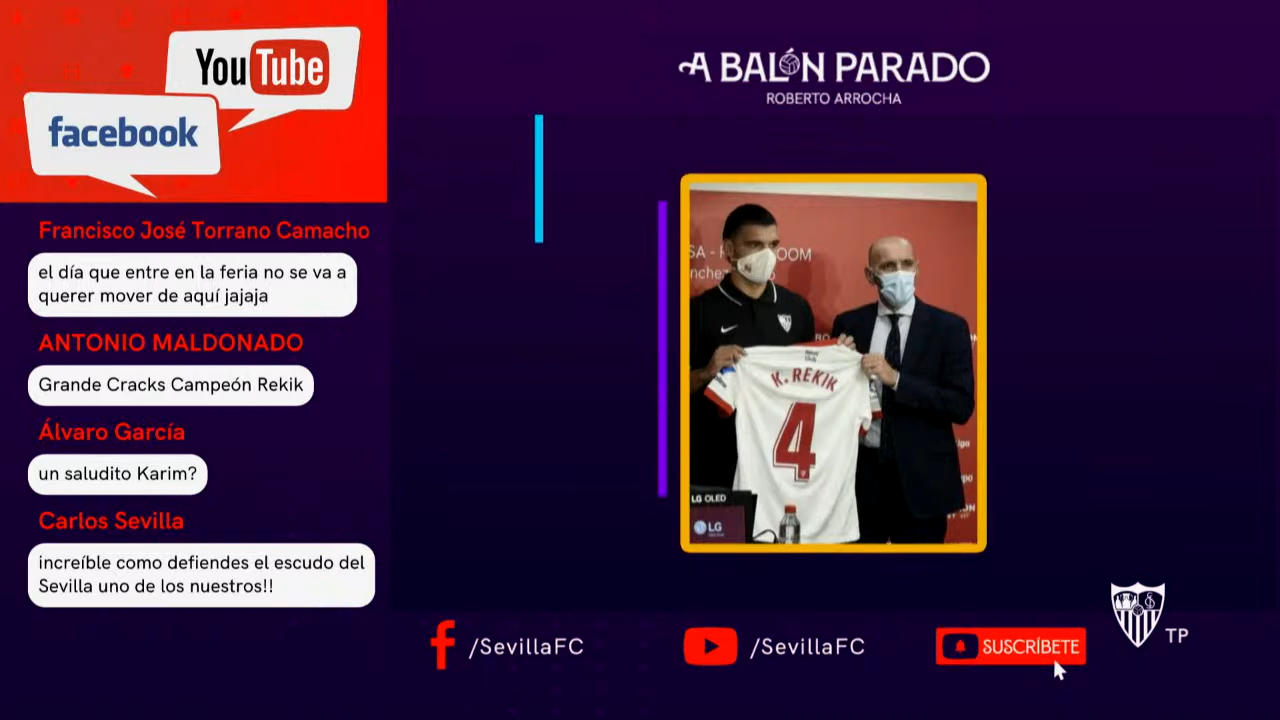 YouTube
facebook
Francisco José Torrano Camacho
el día que entre en la feria no se va a
querer mover de aquí jajaja
ANTONIO MALDONADO
Grande Cracks Campeón Rekik
Álvaro García
un saludito Karim?
Carlos Sevilla
increíble como defiendes el escudo del
Sevilla uno de los nuestros!!
A BALÓN PARADO
ROBERTO ARROCHA
K. REKIK
4
LG OLED
LG
/SevillaFC
/SevillaFC
SUSCRÍBETE
TP